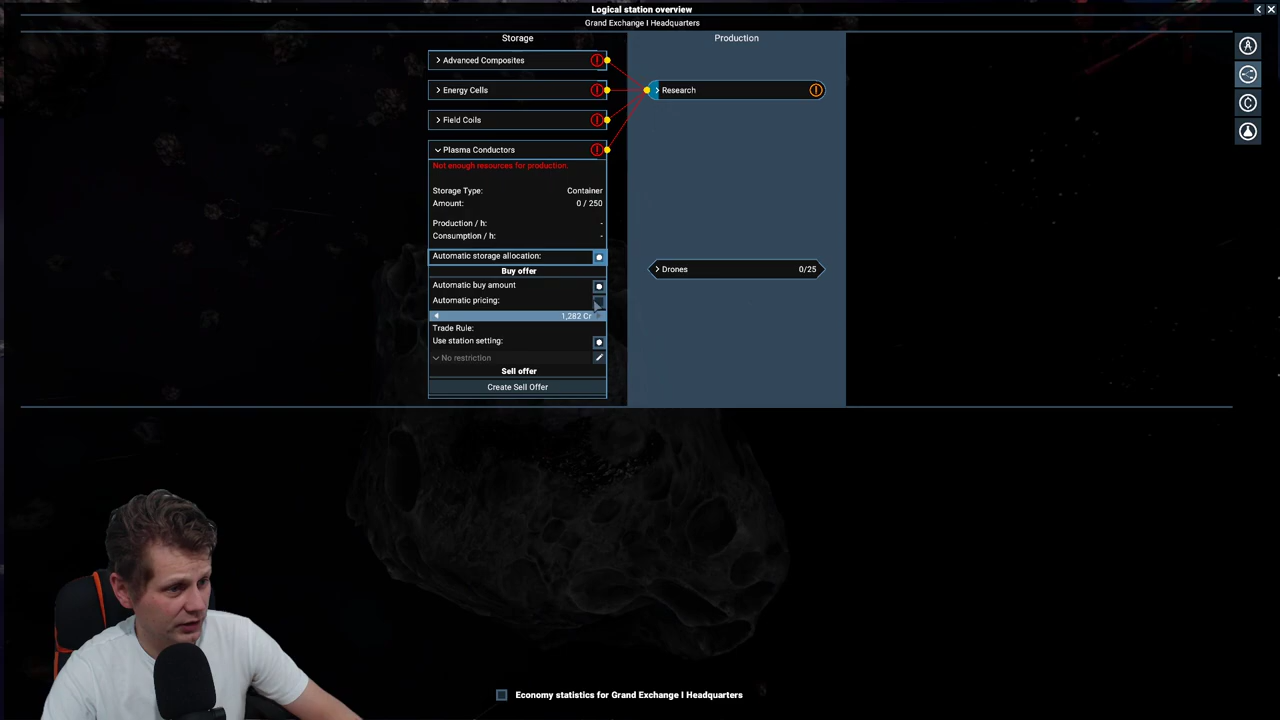 Logical station overview
Grand Exchange I Headquarters
Storage
Production
Advanced Composites
Energy Cells
Field Coils
Plasma Conductors
Not enough resources for production.
Storage Type: Container
Amount: 0 / 250
Production / h: -
Consumption / h: -
Automatic storage allocation:
Buy offer
Automatic buy amount
Automatic pricing:
1,282 Cr
Trade Rule:
Use station setting:
No restriction
Sell offer
Create Sell Offer
Research
Drones 0/25
Economy statistics for Grand Exchange I Headquarters